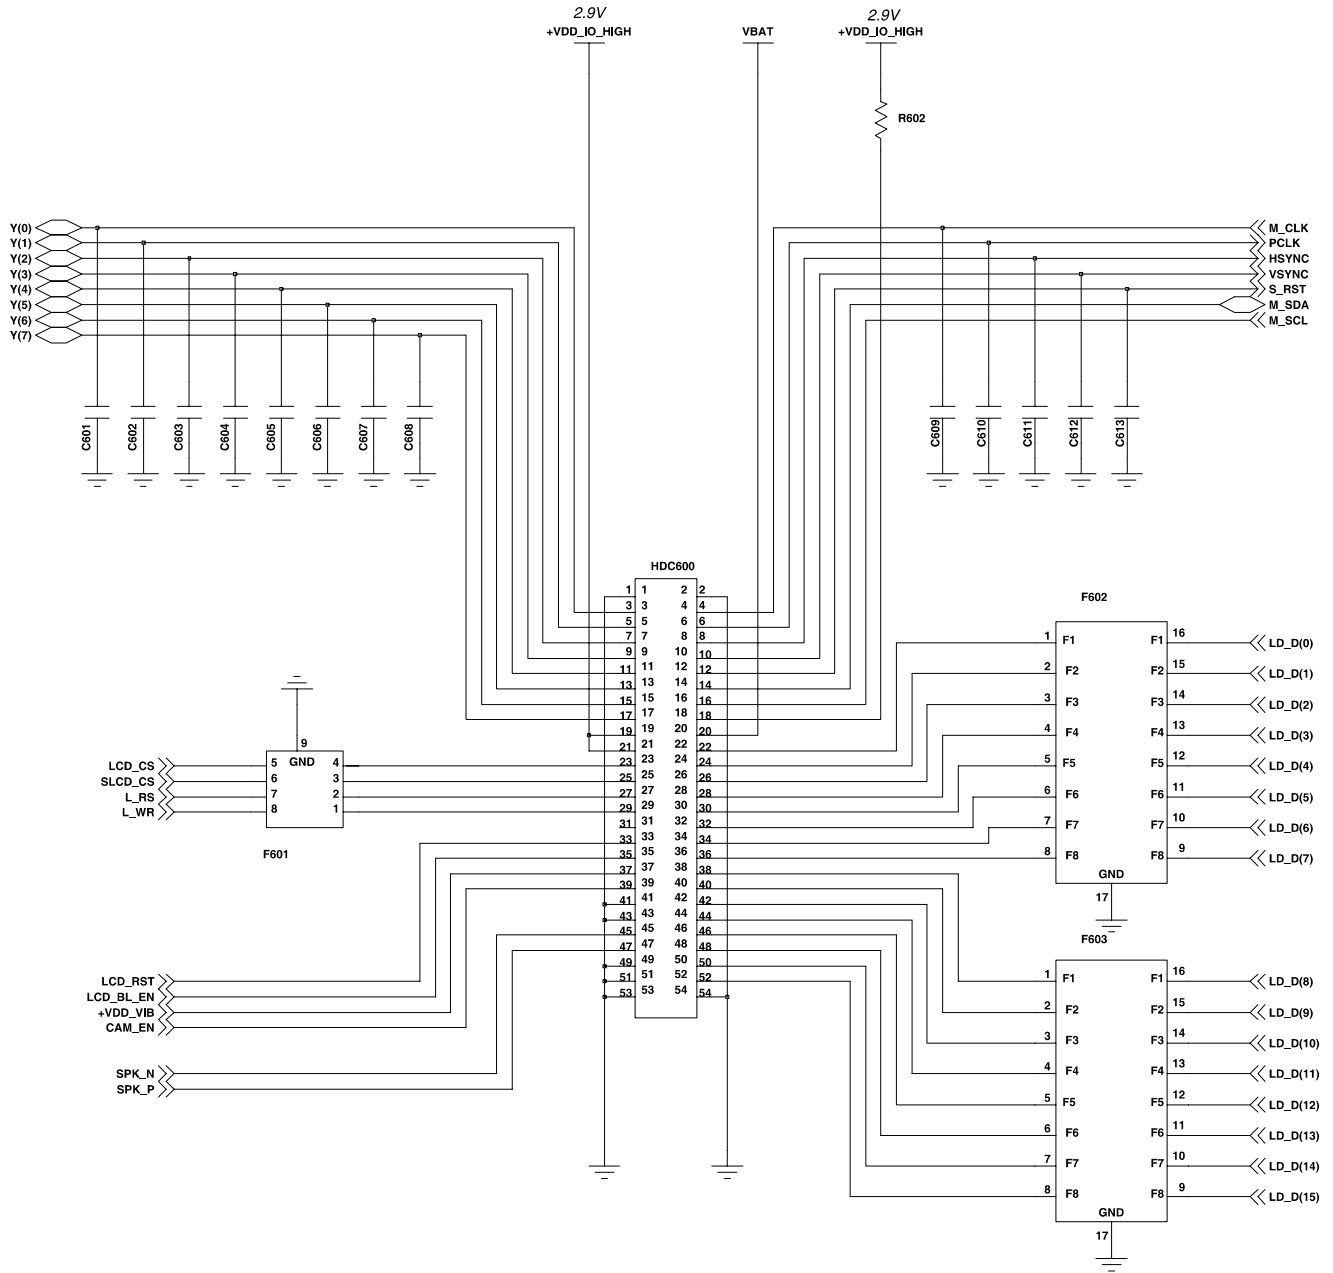 2.9V
+VDD_IO_HIGH
VBAT
2.9V
+VDD_IO_HIGH
R602
Y(0)
Y(1)
Y(2)
Y(3)
Y(4)
Y(5)
Y(6)
Y(7)
M_CLK
PCLK
HSYNC
VSYNC
S_RST
M_SDA
M_SCL
C601
C602
C603
C604
C605
C606
C607
C608
C609
C610
C611
C612
C613
HDC600
1 1 2 2
3 3 4 4
5 5 6 6
7 7 8 8
9 9 10 10
11 11 12 12
13 13 14 14
15 15 16 16
17 17 18 18
19 19 20 20
21 21 22 22
23 23 24 24
25 25 26 26
27 27 28 28
29 29 30 30
31 31 32 32
33 33 34 34
35 35 36 36
37 37 38 38
39 39 40 40
41 41 42 42
43 43 44 44
45 45 46 46
47 47 48 48
49 49 50 50
51 51 52 52
53 53 54 54
9
GND
LCD_CS 5 4
SLCD_CS 6 3
L_RS 7 2
L_WR 8 1
F601
LCD_RST
LCD_BL_EN
+VDD_VIB
CAM_EN
SPK_N
SPK_P
F602
1 F1 F1 16 LD_D(0)
2 F2 F2 15 LD_D(1)
3 F3 F3 14 LD_D(2)
4 F4 F4 13 LD_D(3)
5 F5 F5 12 LD_D(4)
6 F6 F6 11 LD_D(5)
7 F7 F7 10 LD_D(6)
8 F8 F8 9 LD_D(7)
GND
17
F603
1 F1 F1 16 LD_D(8)
2 F2 F2 15 LD_D(9)
3 F3 F3 14 LD_D(10)
4 F4 F4 13 LD_D(11)
5 F5 F5 12 LD_D(12)
6 F6 F6 11 LD_D(13)
7 F7 F7 10 LD_D(14)
8 F8 F8 9 LD_D(15)
GND
17